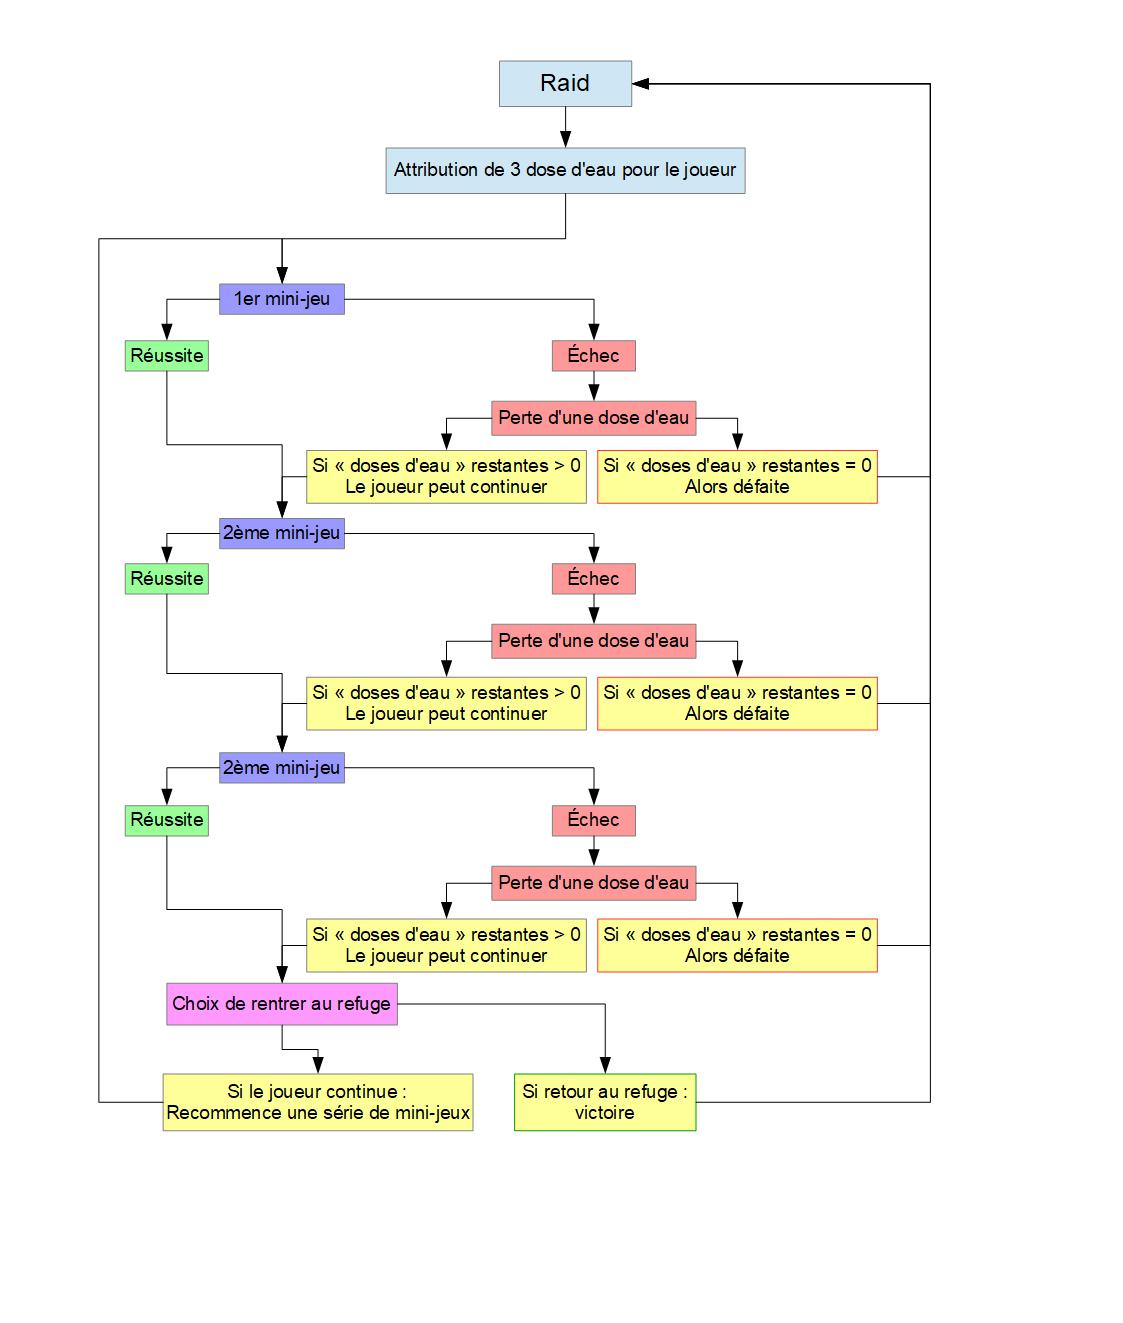 Raid
Attribution de 3 dose d'eau pour le joueur
1er mini-jeu
Réussite
Échec
Perte d'une dose d'eau
Si « doses d'eau » restantes > 0
Le joueur peut continuer
Si « doses d'eau » restantes = 0
Alors défaite
2ème mini-jeu
Réussite
Échec
Perte d'une dose d'eau
Si « doses d'eau » restantes > 0
Le joueur peut continuer
Si « doses d'eau » restantes = 0
Alors défaite
2ème mini-jeu
Réussite
Échec
Perte d'une dose d'eau
Si « doses d'eau » restantes > 0
Le joueur peut continuer
Si « doses d'eau » restantes = 0
Alors défaite
Choix de rentrer au refuge
Si le joueur continue :
Recommence une série de mini-jeux
Si retour au refuge :
victoire